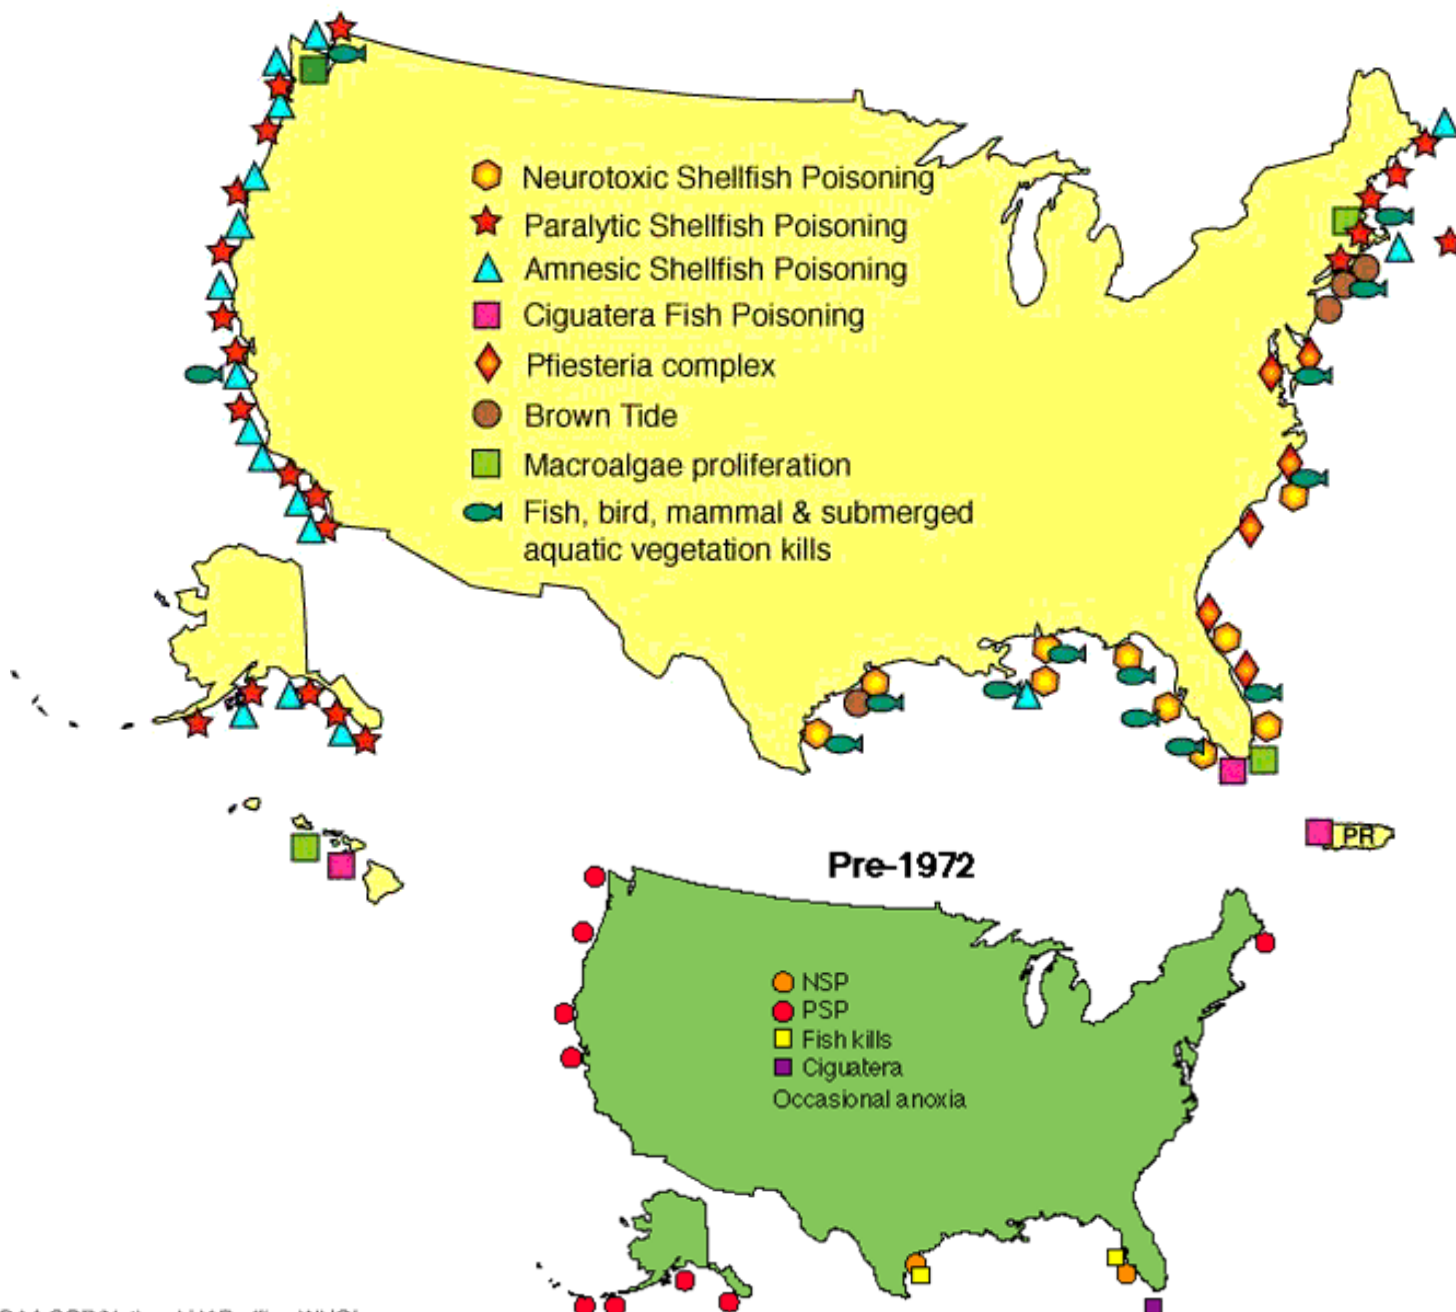 Neurotoxic Shellfish Poisoning
Paralytic Shellfish Poisoning
Amnesic Shellfish Poisoning
Ciguatera Fish Poisoning
Pfiesteria complex
Brown Tide
Macroalgae proliferation
Fish, bird, mammal & submerged
aquatic vegetation kills
PR
Pre-1972
NSP
PSP
Fish kills
Ciguatera
Occasional anoxia